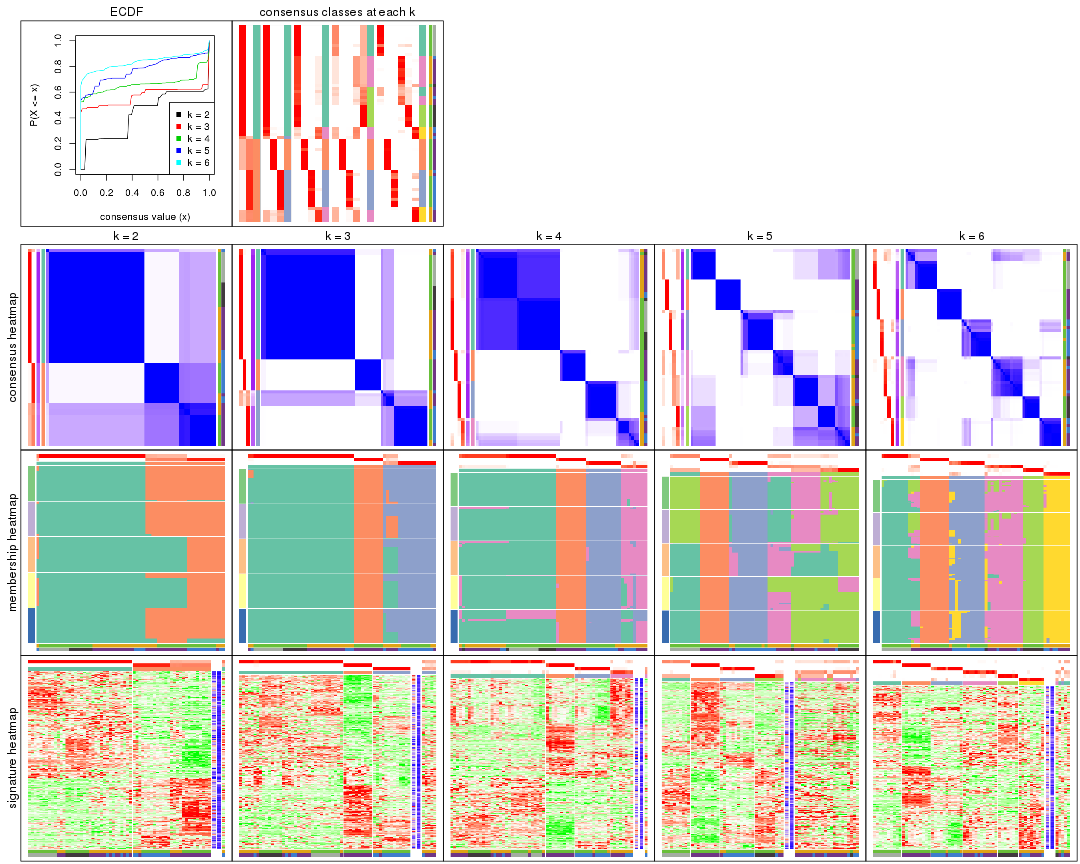 ECDF
consensus classes at each k
P(X <= x)
0.0
0.2
0.4
0.6
0.8
1.0
k = 2
k = 3
k = 4
k = 5
k = 6
0.0 0.2 0.4 0.6 0.8 1.0
consensus value (x)
k = 2
k = 3
k = 4
k = 5
k = 6
consensus heatmap
membership heatmap
signature heatmap